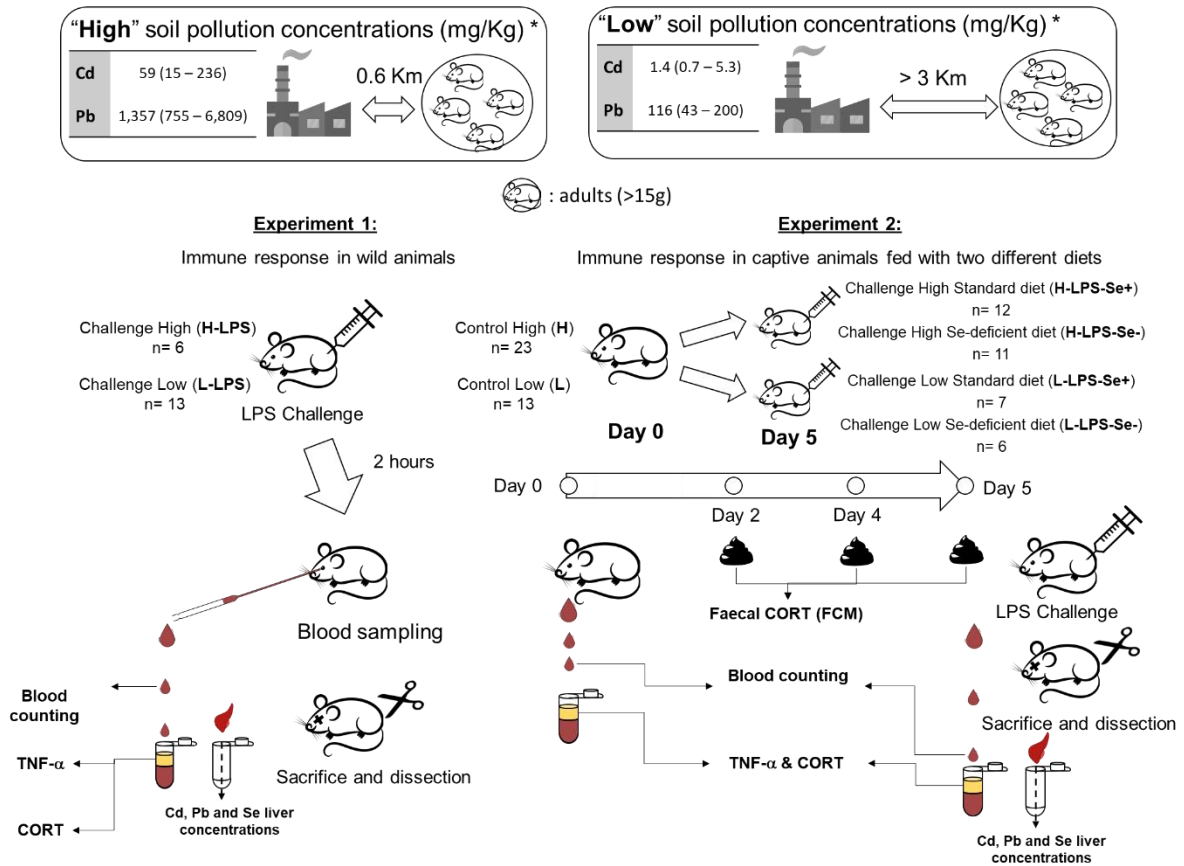 "High" soil pollution concentrations (mg/Kg) *
Cd 59 (15 – 236)
Pb 1,357 (755 – 6,809)
0.6 Km
"Low" soil pollution concentrations (mg/Kg) *
Cd 1.4 (0.7 – 5.3)
Pb 116 (43 – 200)
> 3 Km
: adults (>15g)
Experiment 1:
Immune response in wild animals
Challenge High (H-LPS)
n= 6
Challenge Low (L-LPS)
n= 13
LPS Challenge
2 hours
Blood sampling
Blood
counting
TNF-α
CORT
Sacrifice and dissection
Cd, Pb and Se liver
concentrations
Experiment 2:
Immune response in captive animals fed with two different diets
Control High (H)
n= 23
Control Low (L)
n= 13
Challenge High Standard diet (H-LPS-Se+)
n= 12
Challenge High Se-deficient diet (H-LPS-Se-)
n= 11
Challenge Low Standard diet (L-LPS-Se+)
n= 7
Challenge Low Se-deficient diet (L-LPS-Se-)
n= 6
Day 0
Day 5
Day 0
Day 2
Day 4
Day 5
Faecal CORT (FCM)
LPS Challenge
Blood counting
Sacrifice and dissection
TNF-α & CORT
Cd, Pb and Se liver
concentrations